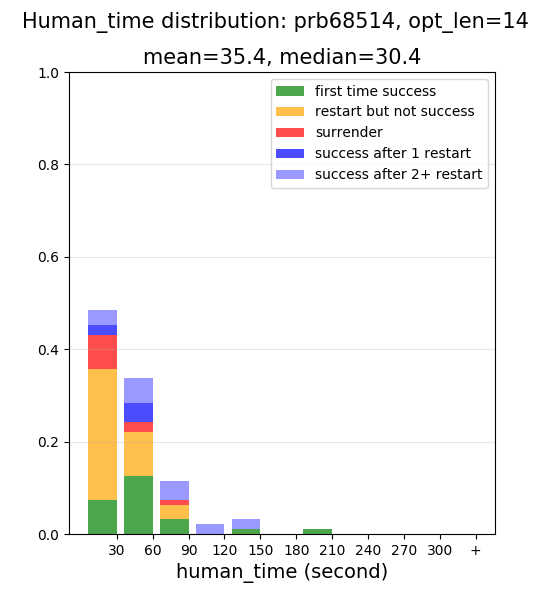 Human_time distribution: prb68514, opt_len=14
mean=35.4, median=30.4
1.0
0.8
0.6
0.4
0.2
0.0
first time success
restart but not success
surrender
success after 1 restart
success after 2+ restart
30 60 90 120 150 180 210 240 270 300 +
human_time (second)